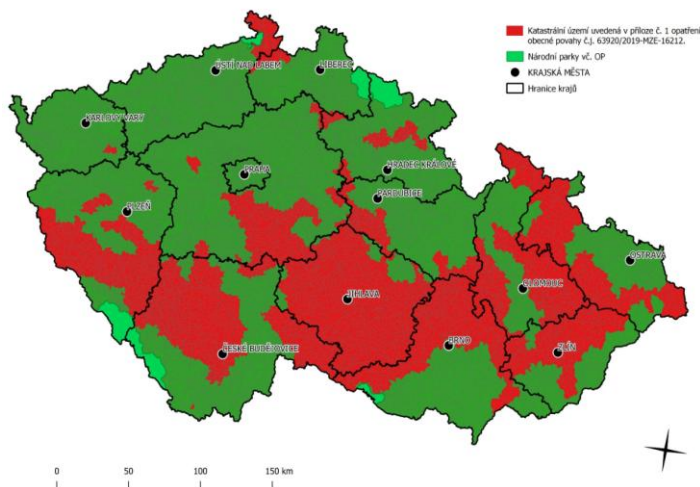 Katastrální území uvedená v příloze č. 1 opatření
obecné povahy č.j. 63920/2019-MZE-16212.
Národní parky vč. OP
KRAJSKÁ MĚSTA
Hranice krajů
ÚSTÍ NAD LABEM
LIBEREC
KARLOVY VARY
HRADEC KRÁLOVÉ
PRAHA
PARDUBICE
PLZEŇ
OSTRAVA
OLOMOUC
JIHLAVA
BRNO
ZLÍN
ČESKÉ BUDĚJOVICE
0 50 100 150 km